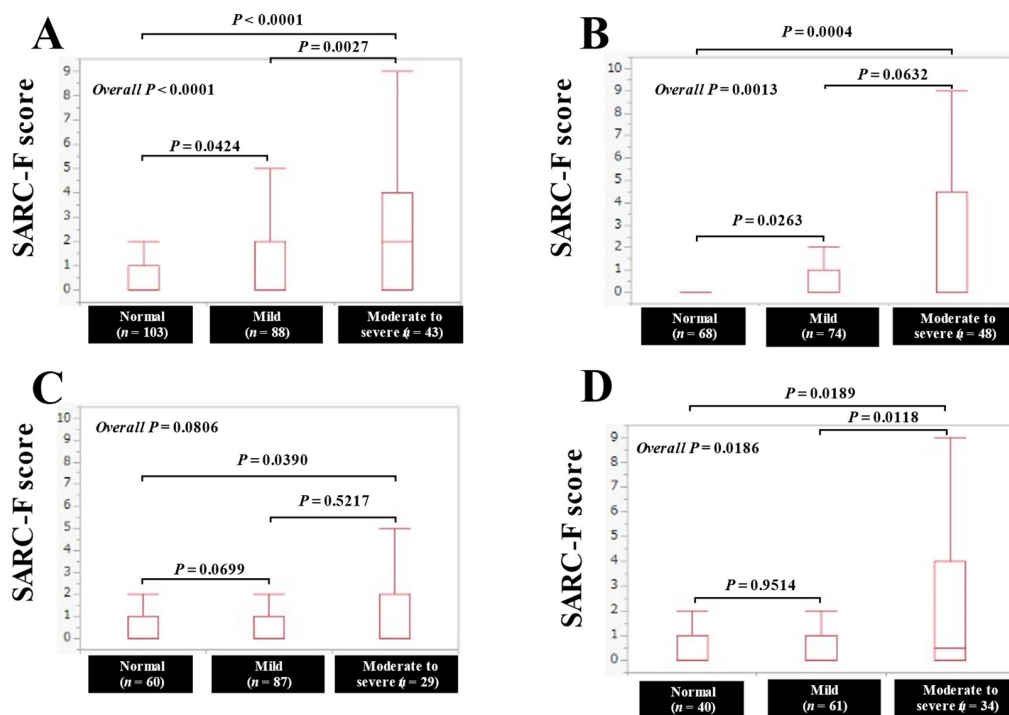 A
P < 0.0001
P = 0.0027
SARC-F score
9
8
7
6
5
4
3
2
1
0
Overall P < 0.0001
P = 0.0424
Normal
(n = 103)
Mild
(n = 88)
Moderate to
severe (n = 43)
B
P = 0.0004
P = 0.0632
SARC-F score
10
9
8
7
6
5
4
3
2
1
0
Overall P = 0.0013
P = 0.0263
Normal
(n = 68)
Mild
(n = 74)
Moderate to
severe (n = 48)
C
SARC-F score
10
9
8
7
6
5
4
3
2
1
0
Overall P = 0.0806
P = 0.0390
P = 0.5217
P = 0.0699
Normal
(n = 60)
Mild
(n = 87)
Moderate to
severe (n = 29)
D
P = 0.0189
P = 0.0118
SARC-F score
9
8
7
6
5
4
3
2
1
0
Overall P = 0.0186
P = 0.9514
Normal
(n = 40)
Mild
(n = 61)
Moderate to
severe (n = 34)